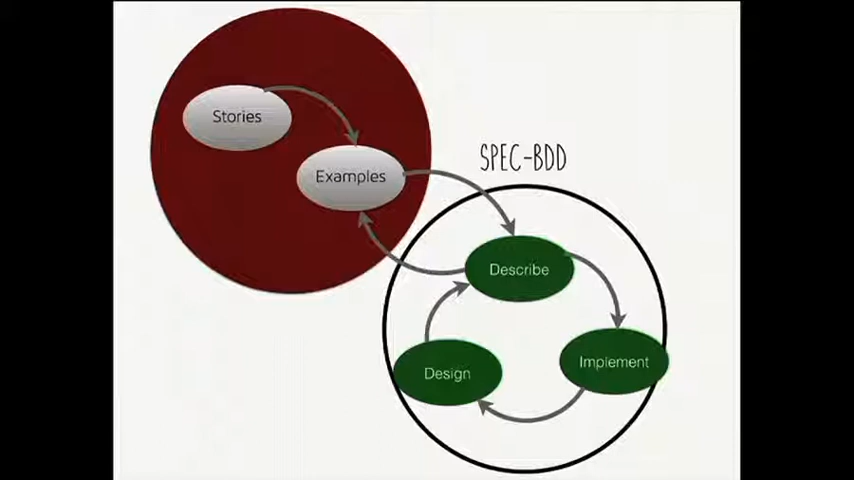 Stories
Examples
SPEC-BDD
Describe
Implement
Design